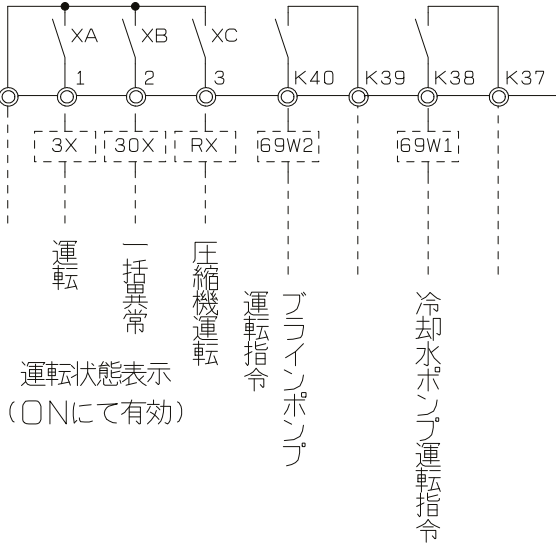 XA
XB
XC
1
2
3
K40
K39
K38
K37
3X
30X
RX
69W2
69W1
運転
一括異常
圧縮機運転
ブラインポンプ
運転指令
冷却水ポンプ運転指令
運転状態表示
(ONにて有効)